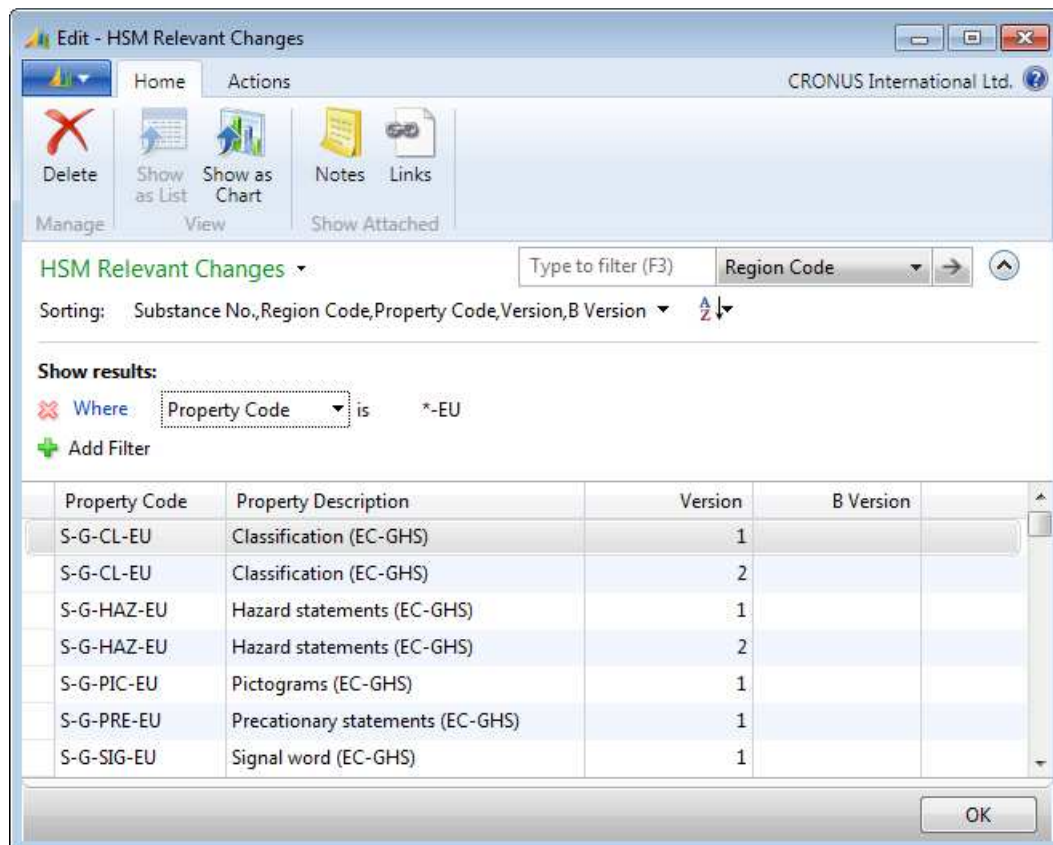 Edit - HSM Relevant Changes
Home Actions CRONUS International Ltd.
Delete Show as List Show as Chart Notes Links
Manage View Show Attached
HSM Relevant Changes Type to filter (F3) Region Code
Sorting: Substance No.,Region Code,Property Code,Version,B Version AZ
Show results:
Where Property Code is *-EU
Add Filter
Property Code Property Description Version B Version
S-G-CL-EU Classification (EC-GHS) 1
S-G-CL-EU Classification (EC-GHS) 2
S-G-HAZ-EU Hazard statements (EC-GHS) 1
S-G-HAZ-EU Hazard statements (EC-GHS) 2
S-G-PIC-EU Pictograms (EC-GHS) 1
S-G-PRE-EU Precationary statements (EC-GHS) 1
S-G-SIG-EU Signal word (EC-GHS) 1
OK